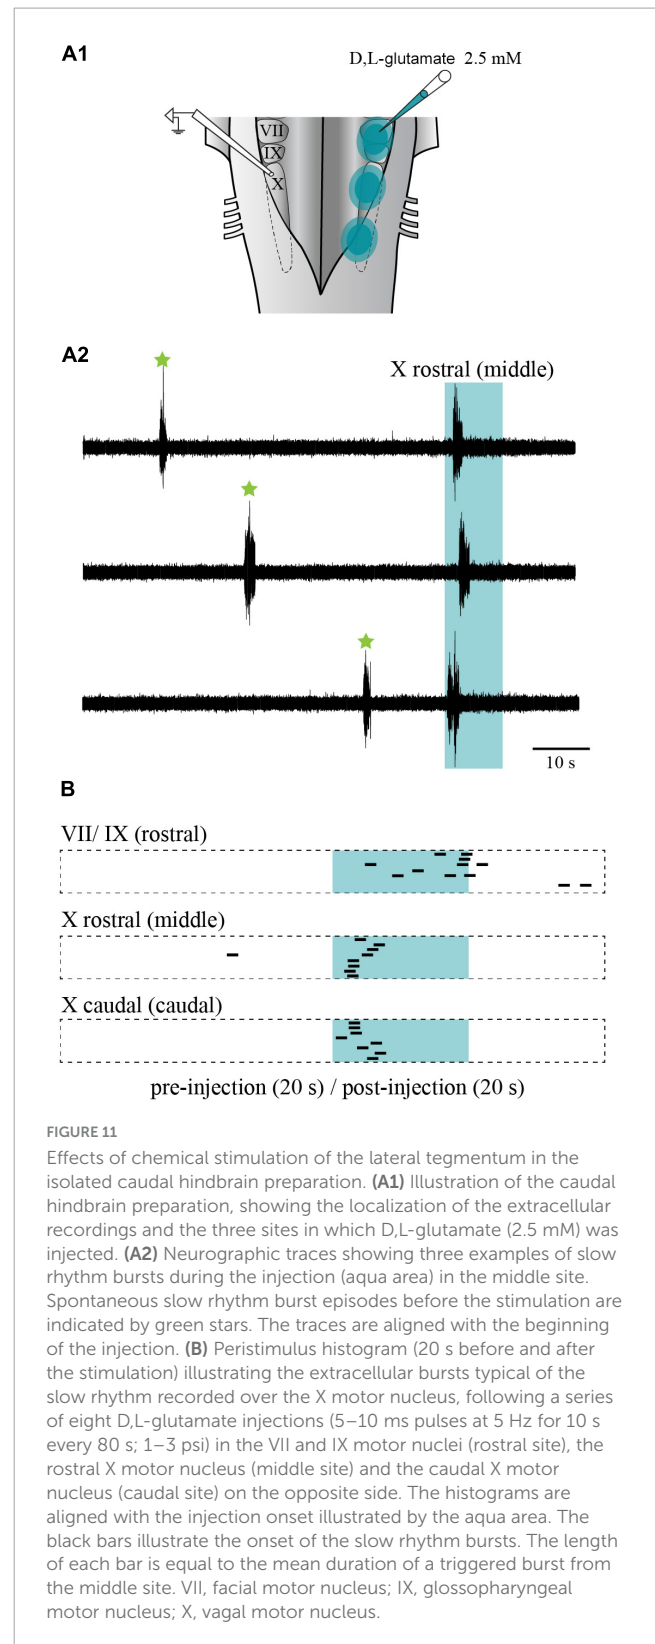 A1
D,L-glutamate 2.5 mM
VII
IX
X
A2
X rostral (middle)
10 s
B
VII/ IX (rostral)
X rostral (middle)
X caudal (caudal)
pre-injection (20 s) / post-injection (20 s)
FIGURE 11
Effects of chemical stimulation of the lateral tegmentum in the
isolated caudal hindbrain preparation. (A1) Illustration of the caudal
hindbrain preparation, showing the localization of the extracellular
recordings and the three sites in which D,L-glutamate (2.5 mM) was
injected. (A2) Neurographic traces showing three examples of slow
rhythm bursts during the injection (aqua area) in the middle site.
Spontaneous slow rhythm burst episodes before the stimulation are
indicated by green stars. The traces are aligned with the beginning
of the injection. (B) Peristimulus histogram (20 s before and after
the stimulation) illustrating the extracellular bursts typical of the
slow rhythm recorded over the X motor nucleus, following a series
of eight D,L-glutamate injections (5–10 ms pulses at 5 Hz for 10 s
every 80 s; 1–3 psi) in the VII and IX motor nuclei (rostral site), the
rostral X motor nucleus (middle site) and the caudal X motor
nucleus (caudal site) on the opposite side. The histograms are
aligned with the injection onset illustrated by the aqua area. The
black bars illustrate the onset of the slow rhythm bursts. The length
of each bar is equal to the mean duration of a triggered burst from
the middle site. VII, facial motor nucleus; IX, glossopharyngeal
motor nucleus; X, vagal motor nucleus.